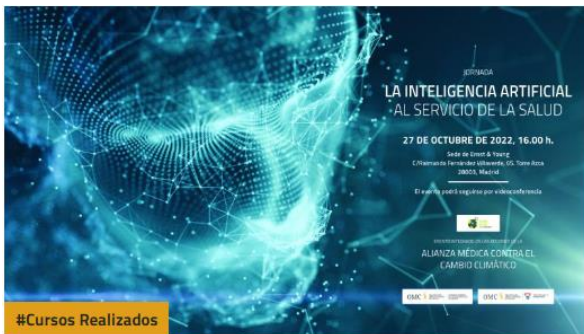 JORNADA
LA INTELIGENCIA ARTIFICIAL
AL SERVICIO DE LA SALUD
27 DE OCTUBRE DE 2022, 16.00 h.
Sede de Ernst & Young
C/Raimundo Fernández Villaverde, 65. Torre Azca
28003, Madrid
El evento podrá seguirse por videoconferencia
ALIANZA MÉDICA CONTRA EL
CAMBIO CLIMÁTICO
OMC
OMC
#Cursos Realizados